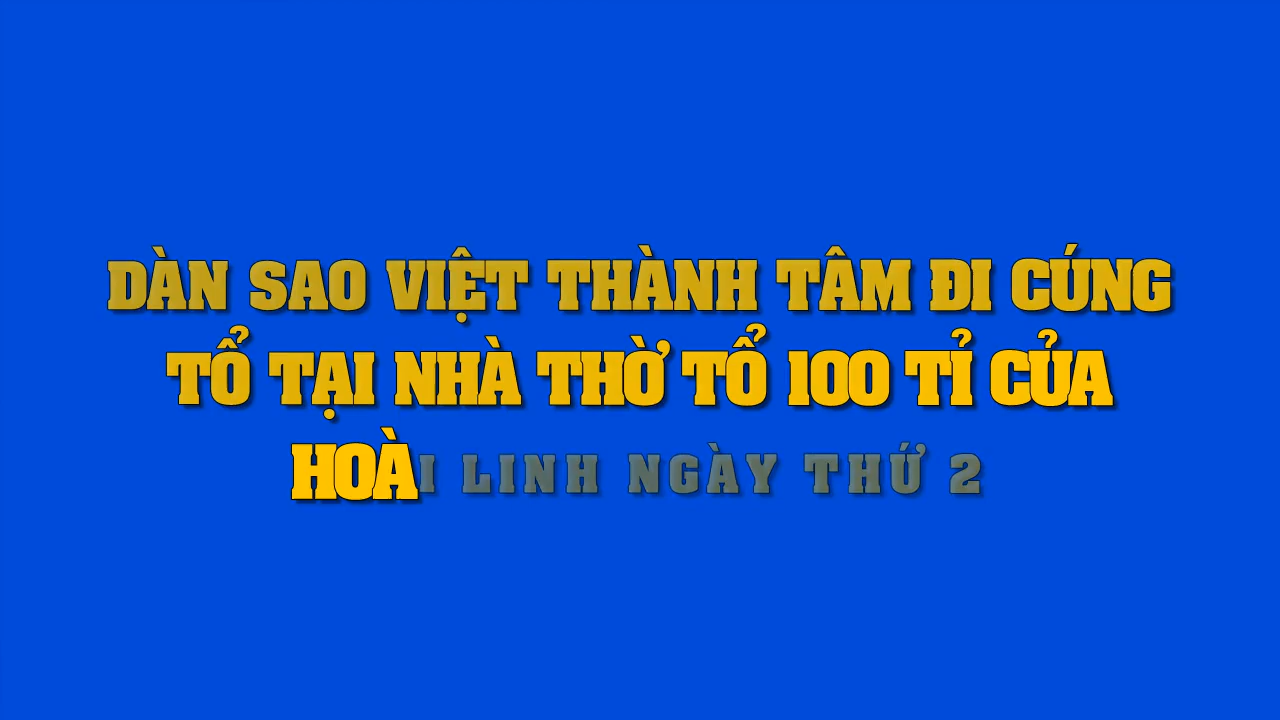 DÀN SAO VIỆT THÀNH TÂM ĐI CÚNG
TỔ TẠI NHÀ THỜ TỔ 100 TỈ CỦA
HOÀI LINH NGÀY THỨ 2